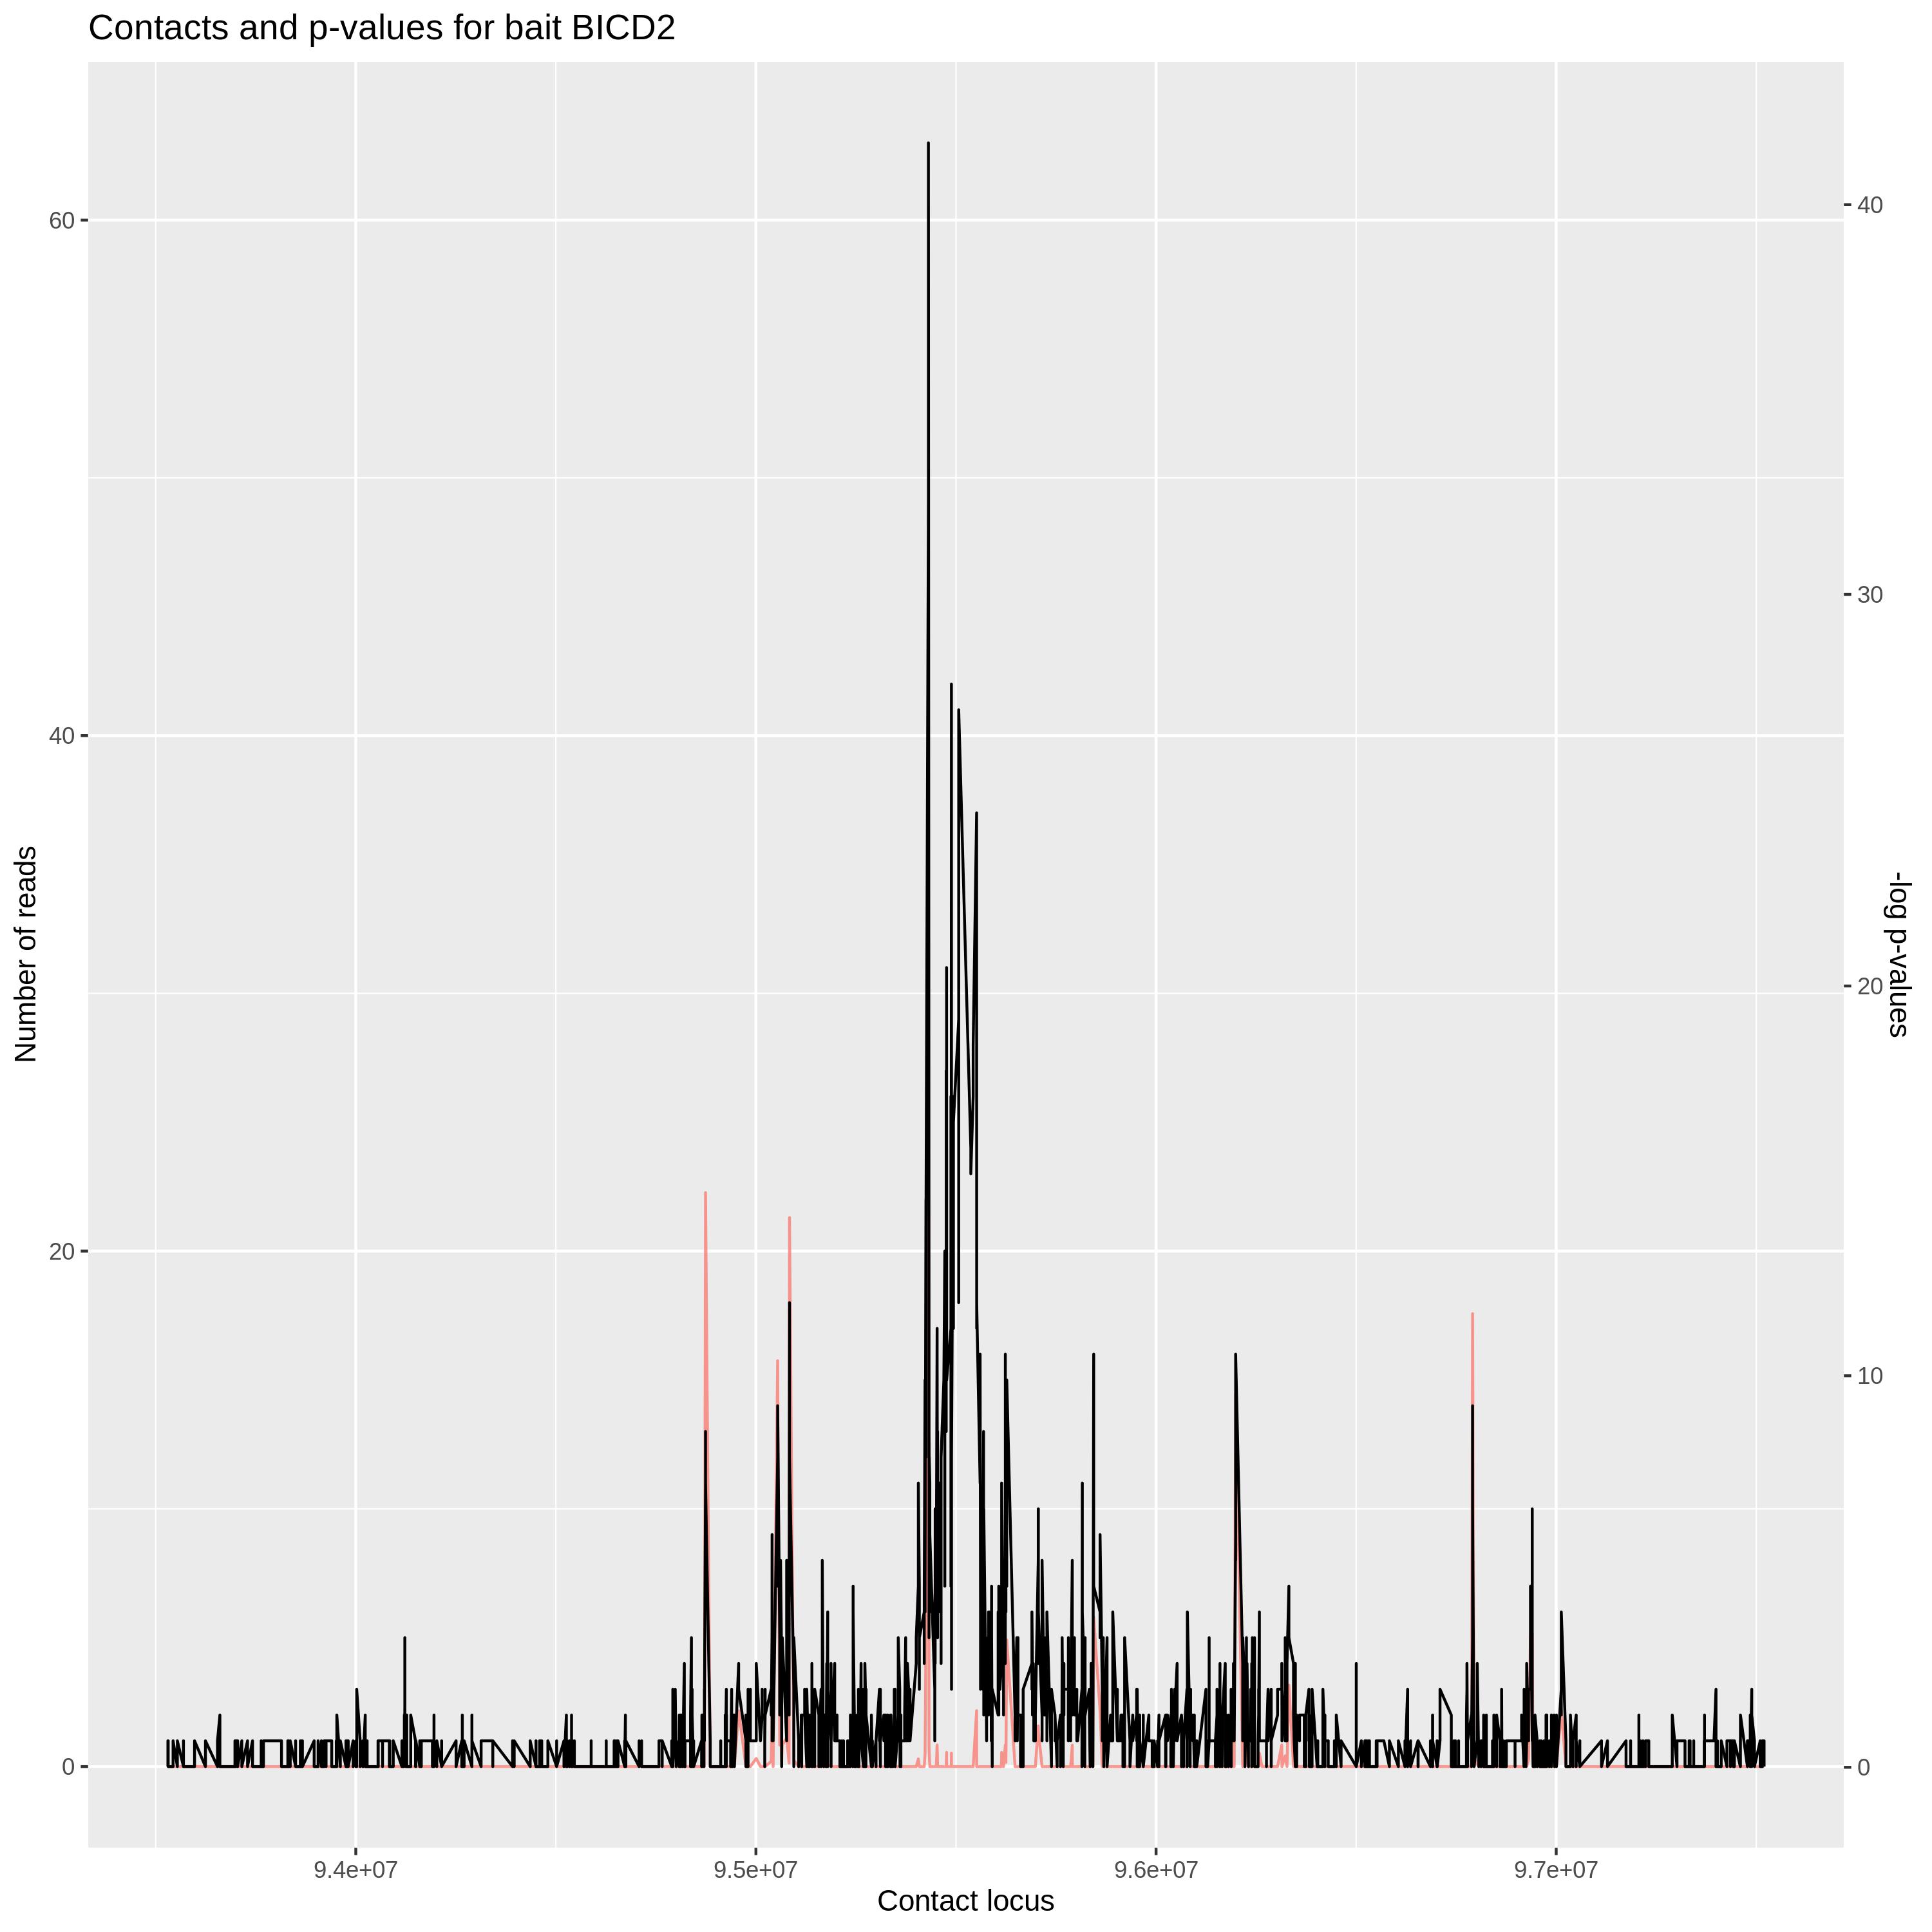 Contacts and p-values for bait BICD2
60
40
20
0
Number of reads
40
30
20
10
0
-log p-values
9.4e+07
9.5e+07
9.6e+07
9.7e+07
Contact locus